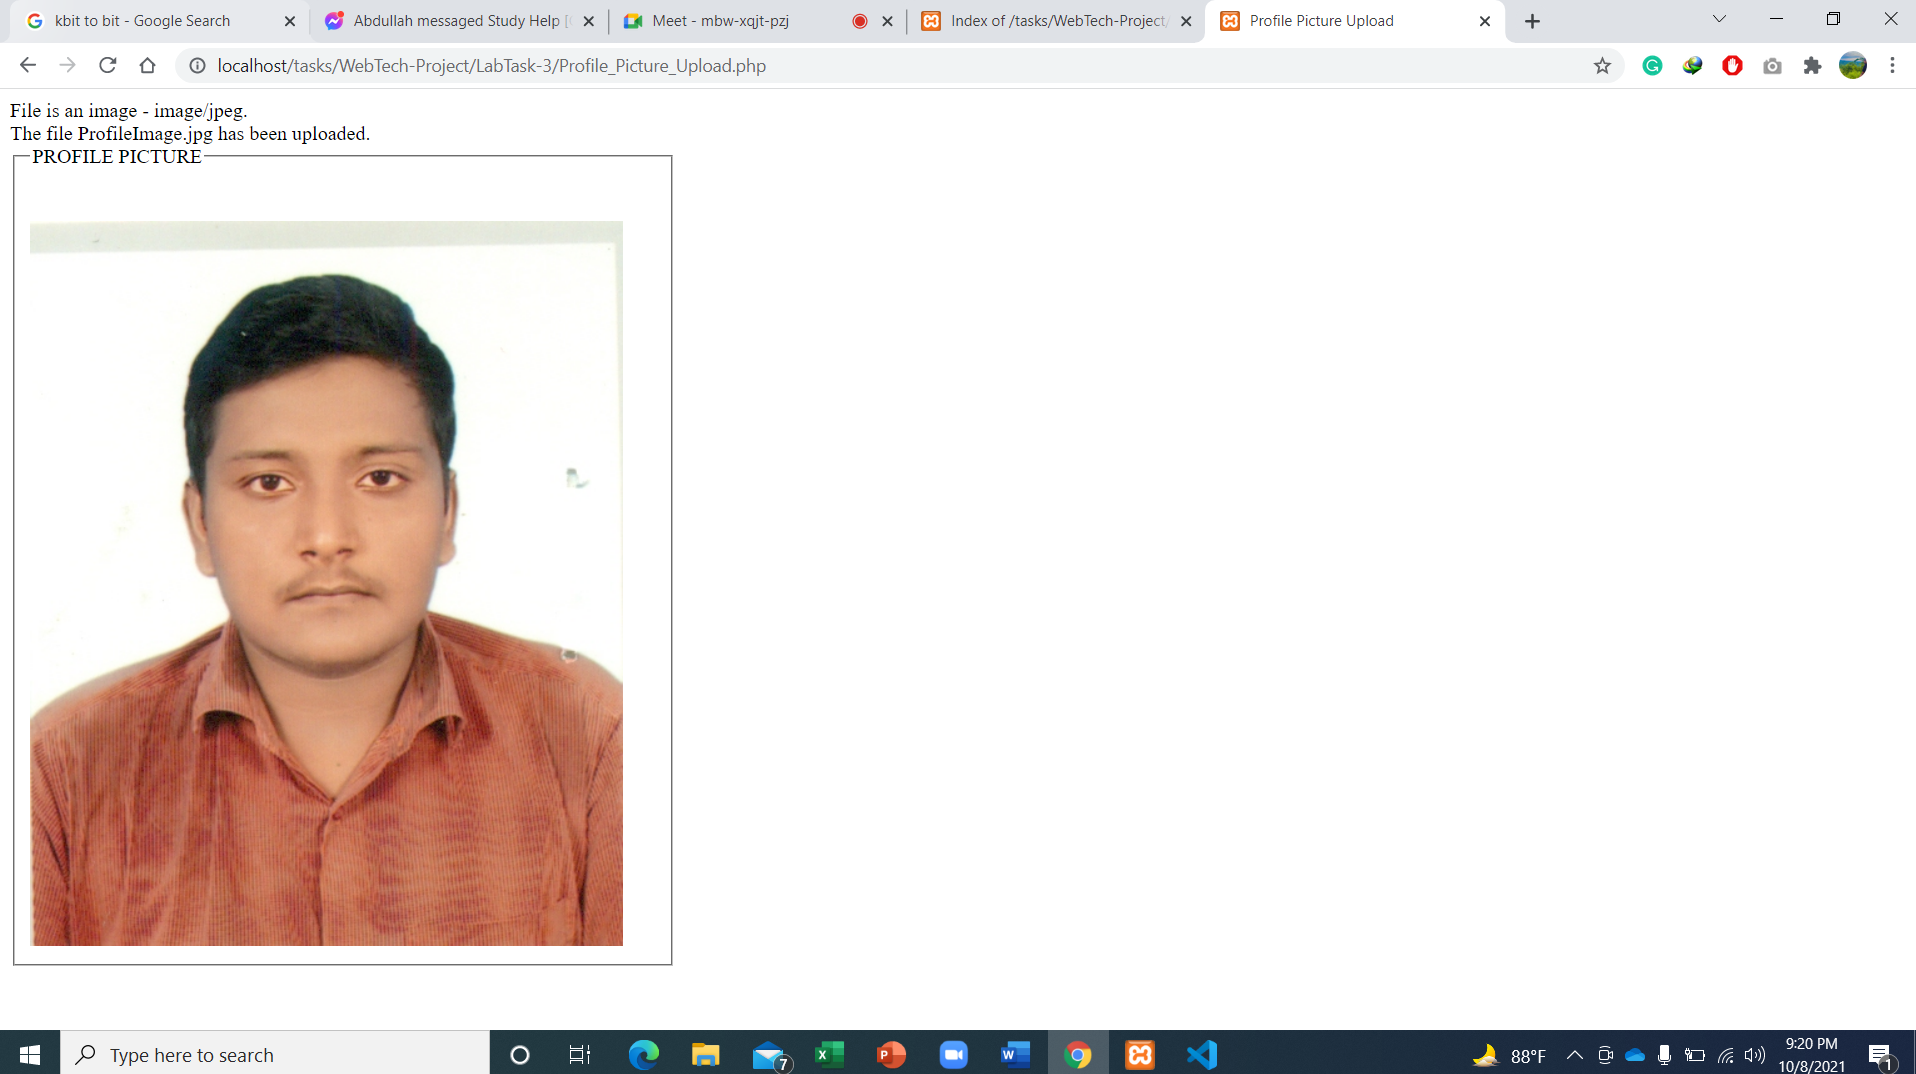 kbit to bit - Google Search
Abdullah messaged Study Help [
Meet - mbw-xqjt-pzj
Index of /tasks/WebTech-Project/
Profile Picture Upload
localhost/tasks/WebTech-Project/LabTask-3/Profile_Picture_Upload.php
File is an image - image/jpeg.
The file ProfileImage.jpg has been uploaded.
PROFILE PICTURE
Type here to search
7
88°F
9:20 PM
10/8/2021
1